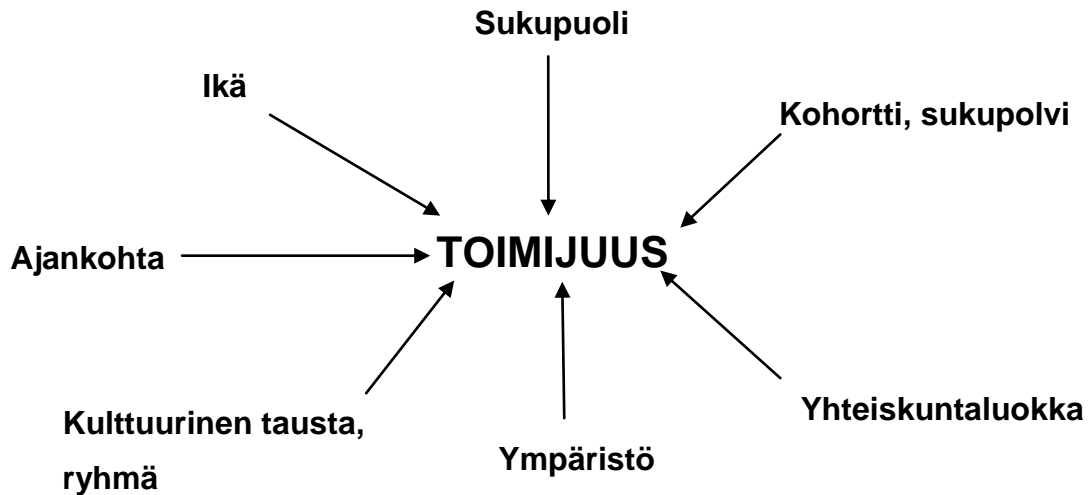 Sukupuoli
Ikä
Kohortti, sukupolvi
TOIMIJUUS
Ajankohta
Kulttuurinen tausta,
ryhmä
Ympäristö
Yhteiskuntaluokka